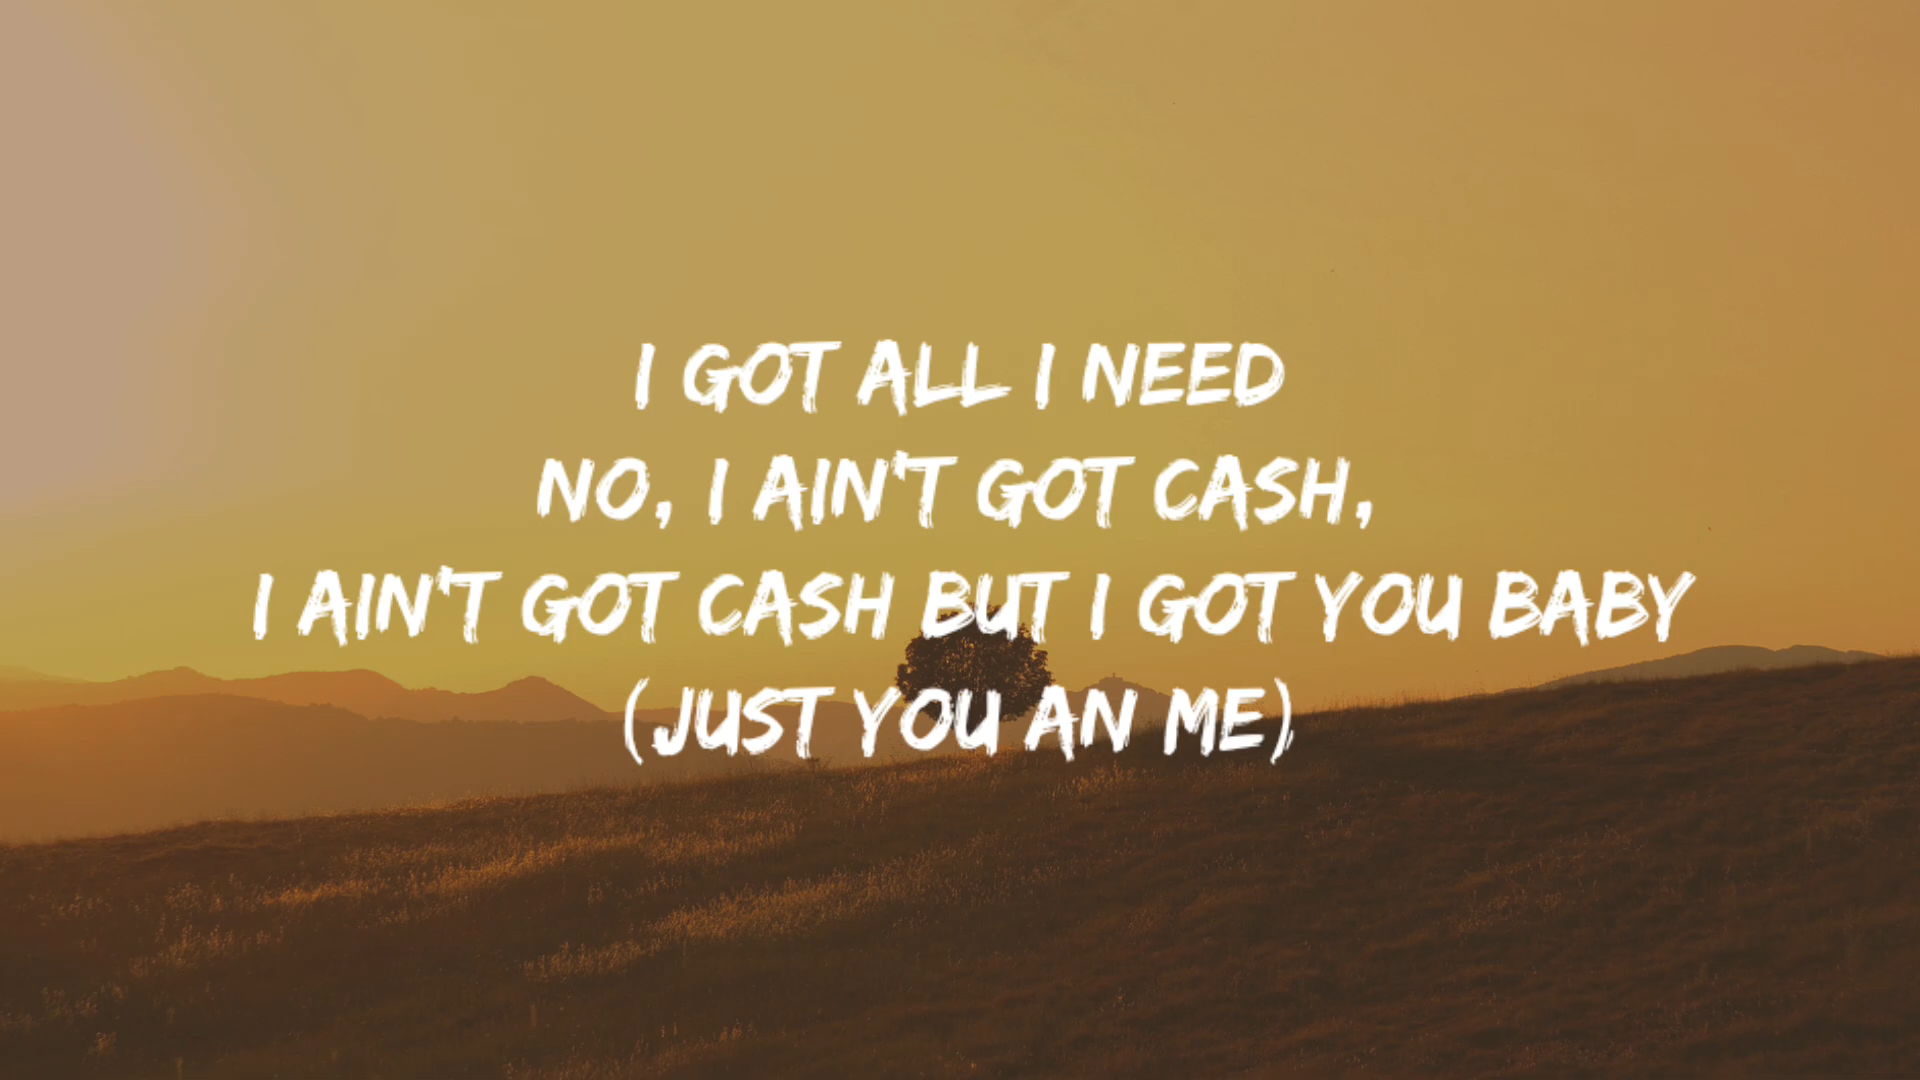 I GOT ALL I NEED
NO, I AIN'T GOT CASH,
I AIN'T GOT CASH BUT I GOT YOU BABY
(JUST YOU AN ME)